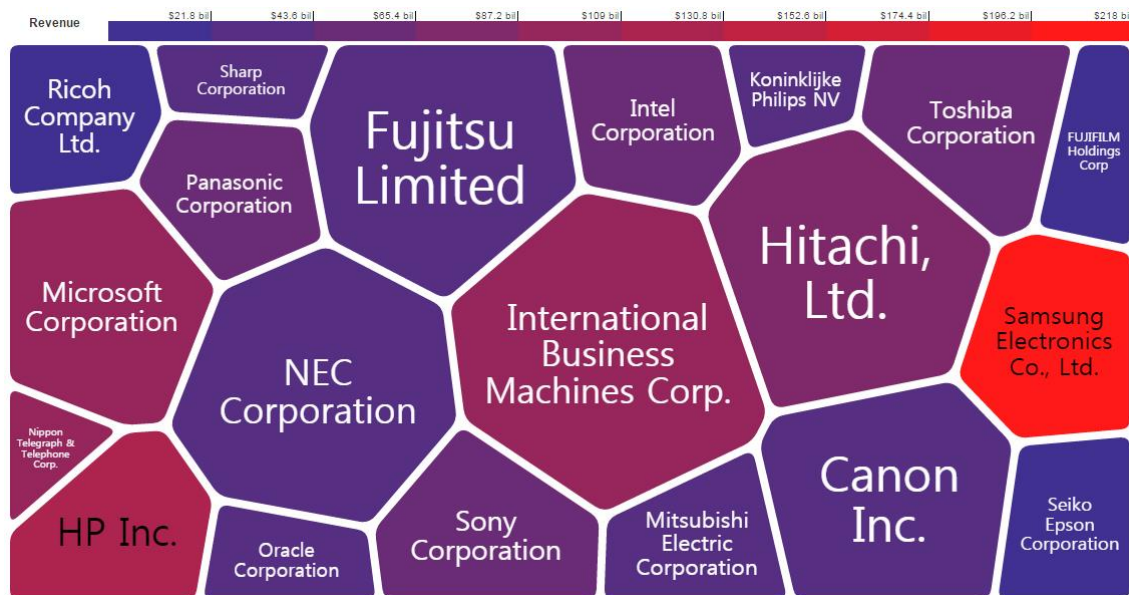 Revenue
$21.8 bil
$43.6 bil
$65.4 bil
$87.2 bil
$109 bil
$130.8 bil
$152.6 bil
$174.4 bil
$196.2 bil
$218 bil
Ricoh
Company
Ltd.
Sharp
Corporation
Fujitsu
Limited
Intel
Corporation
Koninklijke
Philips NV
Toshiba
Corporation
FUJIFILM
Holdings
Corp
Panasonic
Corporation
Microsoft
Corporation
NEC
Corporation
International
Business
Machines Corp.
Hitachi,
Ltd.
Samsung
Electronics
Co., Ltd.
Nippon
Telegraph &
Telephone
Corp.
HP Inc.
Oracle
Corporation
Sony
Corporation
Mitsubishi
Electric
Corporation
Canon
Inc.
Seiko
Epson
Corporation